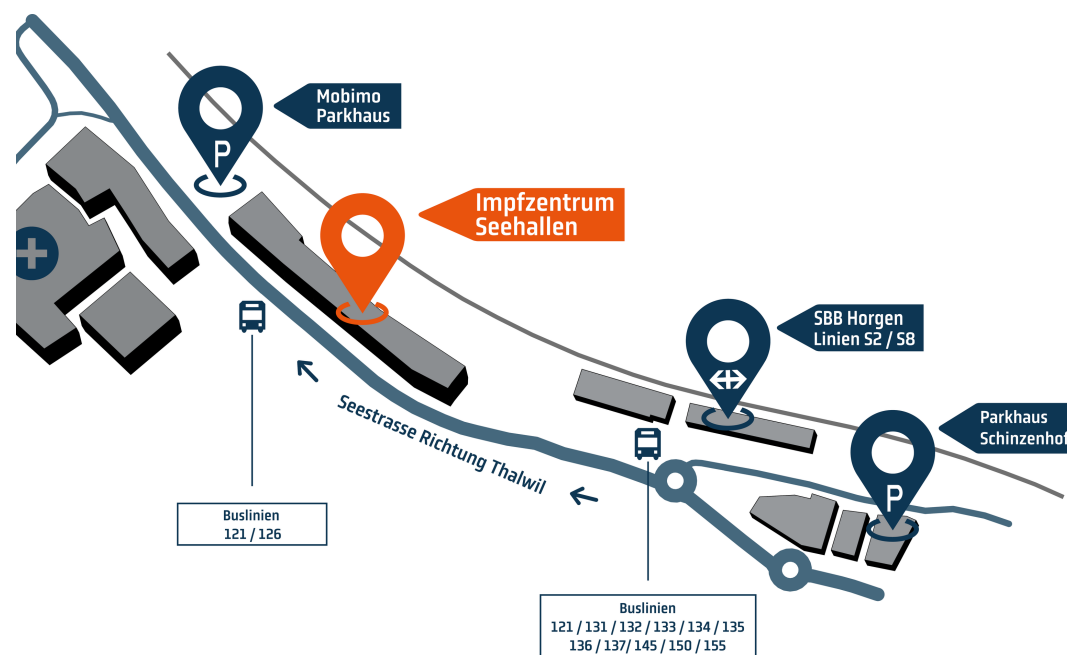 Mobimo
Parkhaus
P
Impfzentrum
Seehallen
SBB Horgen
Linien S2 / S8
Parkhaus
Schinzenhof
P
Seestrasse Richtung Thalwil
Buslinien
121 / 126
Buslinien
121 / 131 / 132 / 133 / 134 / 135
136 / 137/ 145 / 150 / 155